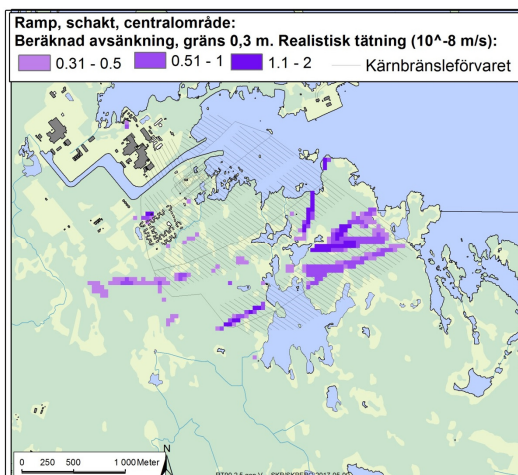 Ramp, schakt, centralområde:
Beräknad avsänkning, gräns 0,3 m. Realistisk tätning (10^-8 m/s):
0.31 - 0.5 0.51 - 1 1.1 - 2 Kärnbränsleförvaret
N
0 250 500 1 000 Meter